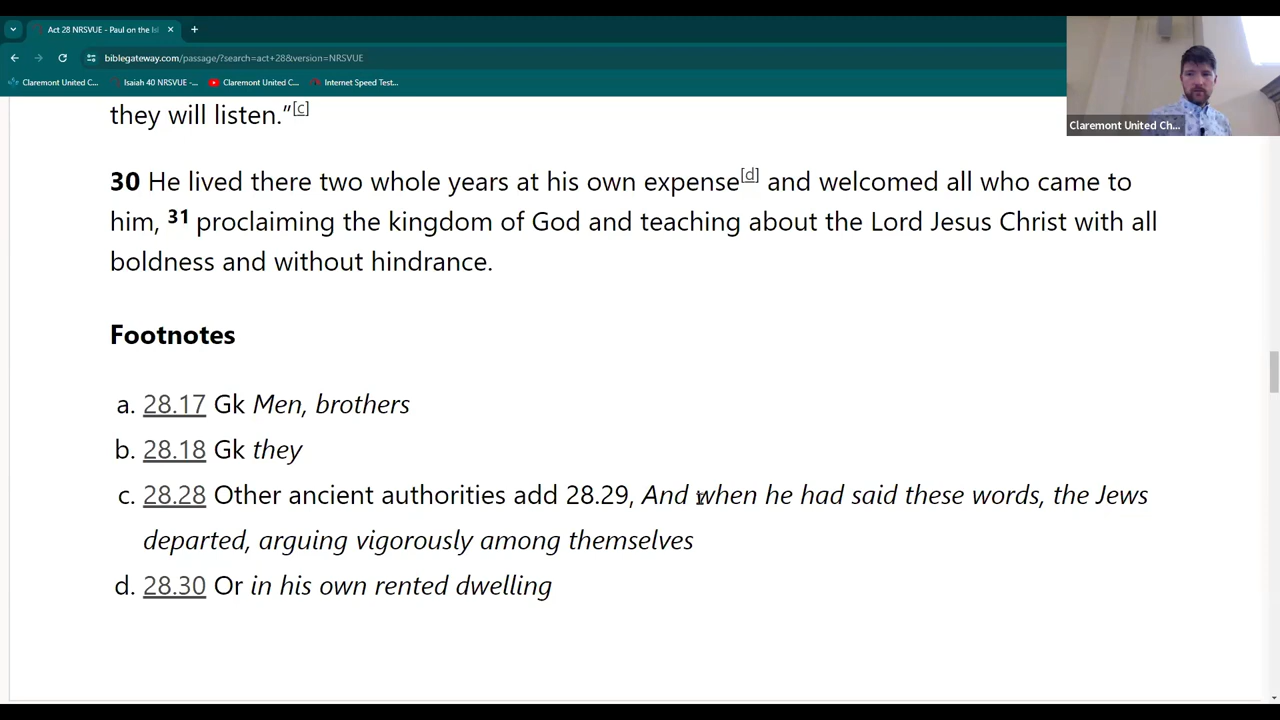 Act 28 NRSVUE - Paul on the Isl
biblegateway.com/passage/?search=act+28&version=NRSVUE
Claremont United C... Isaiah 40 NRSVUE -... Claremont United C... Internet Speed Test...
Claremont United Ch...
they will listen.”[c]
30 He lived there two whole years at his own expense[d] and welcomed all who came to
him, 31 proclaiming the kingdom of God and teaching about the Lord Jesus Christ with all
boldness and without hindrance.
Footnotes
a. 28.17 Gk Men, brothers
b. 28.18 Gk they
c. 28.28 Other ancient authorities add 28.29, And when he had said these words, the Jews
departed, arguing vigorously among themselves
d. 28.30 Or in his own rented dwelling